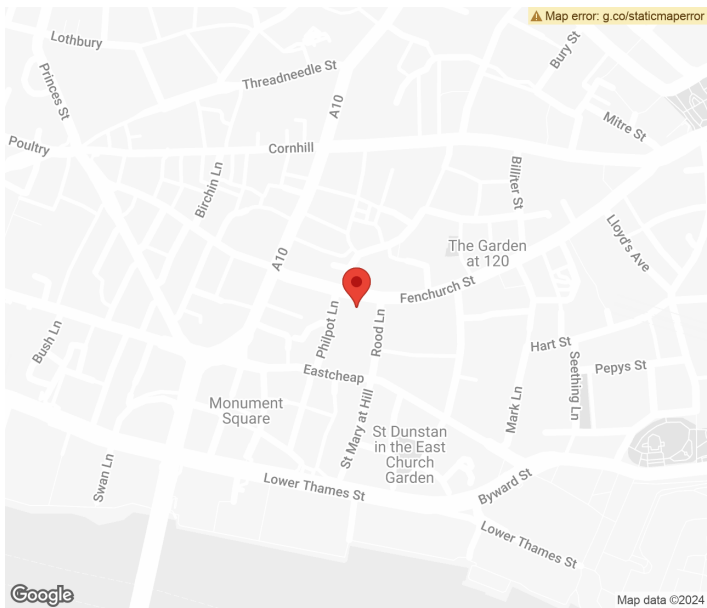 Map error: g.co/staticmaperror
Lothbury
Bury St
Threadneedle St
Princes St
A10
Mitre St
Poultry
Cornhill
Billiter St
Birchin Ln
Lloyd's Ave
The Garden
at 120
A10
Fenchurch St
Philpot Ln
Rood Ln
Bush Ln
Hart St
Seething Ln
Pepys St
Eastcheap
Mark Ln
Monument
Square
St Mary at Hill
St Dunstan
in the East
Church
Garden
Swan Ln
Lower Thames St
Byward St
Lower Thames St
Google
Map data ©2024